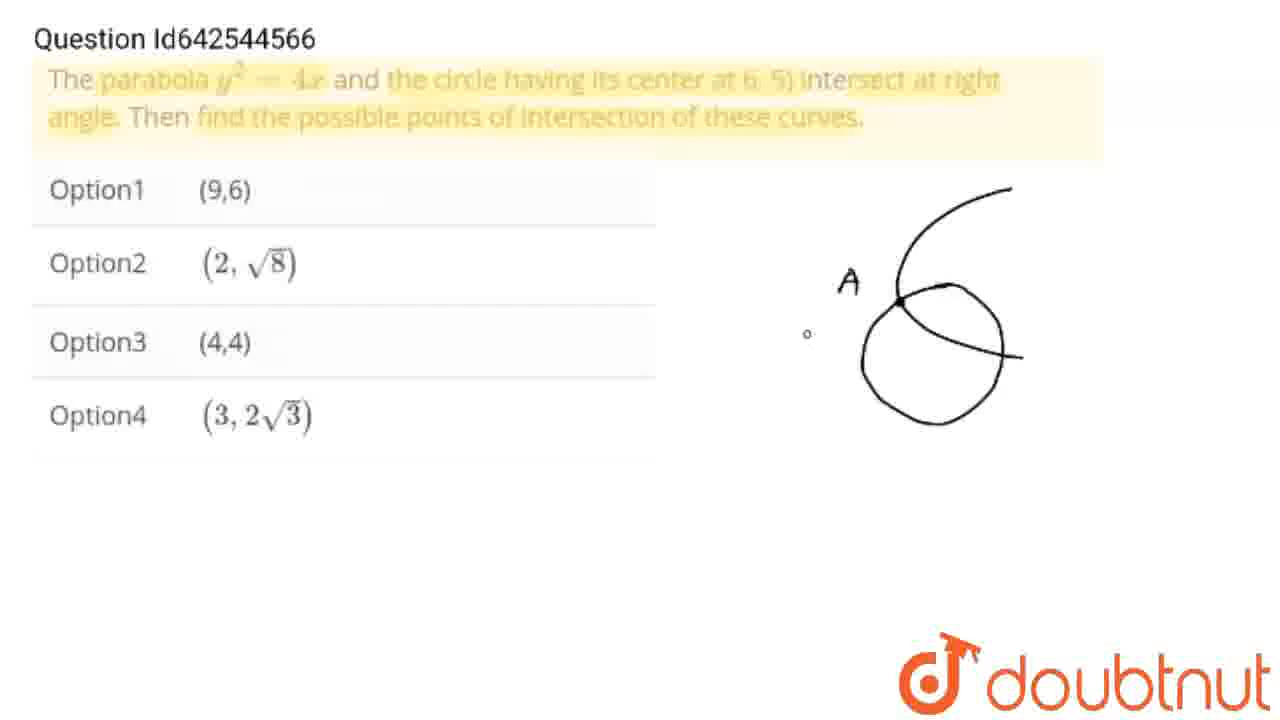 Question Id642544566
The parabola y² = 4x and the circle having its center at 6, 5) intersect at right
angle. Then find the possible points of intersection of these curves.
Option1 (9,6)
Option2 (2, √8)
Option3 (4,4)
Option4 (3, 2√3)
A
doubtnut